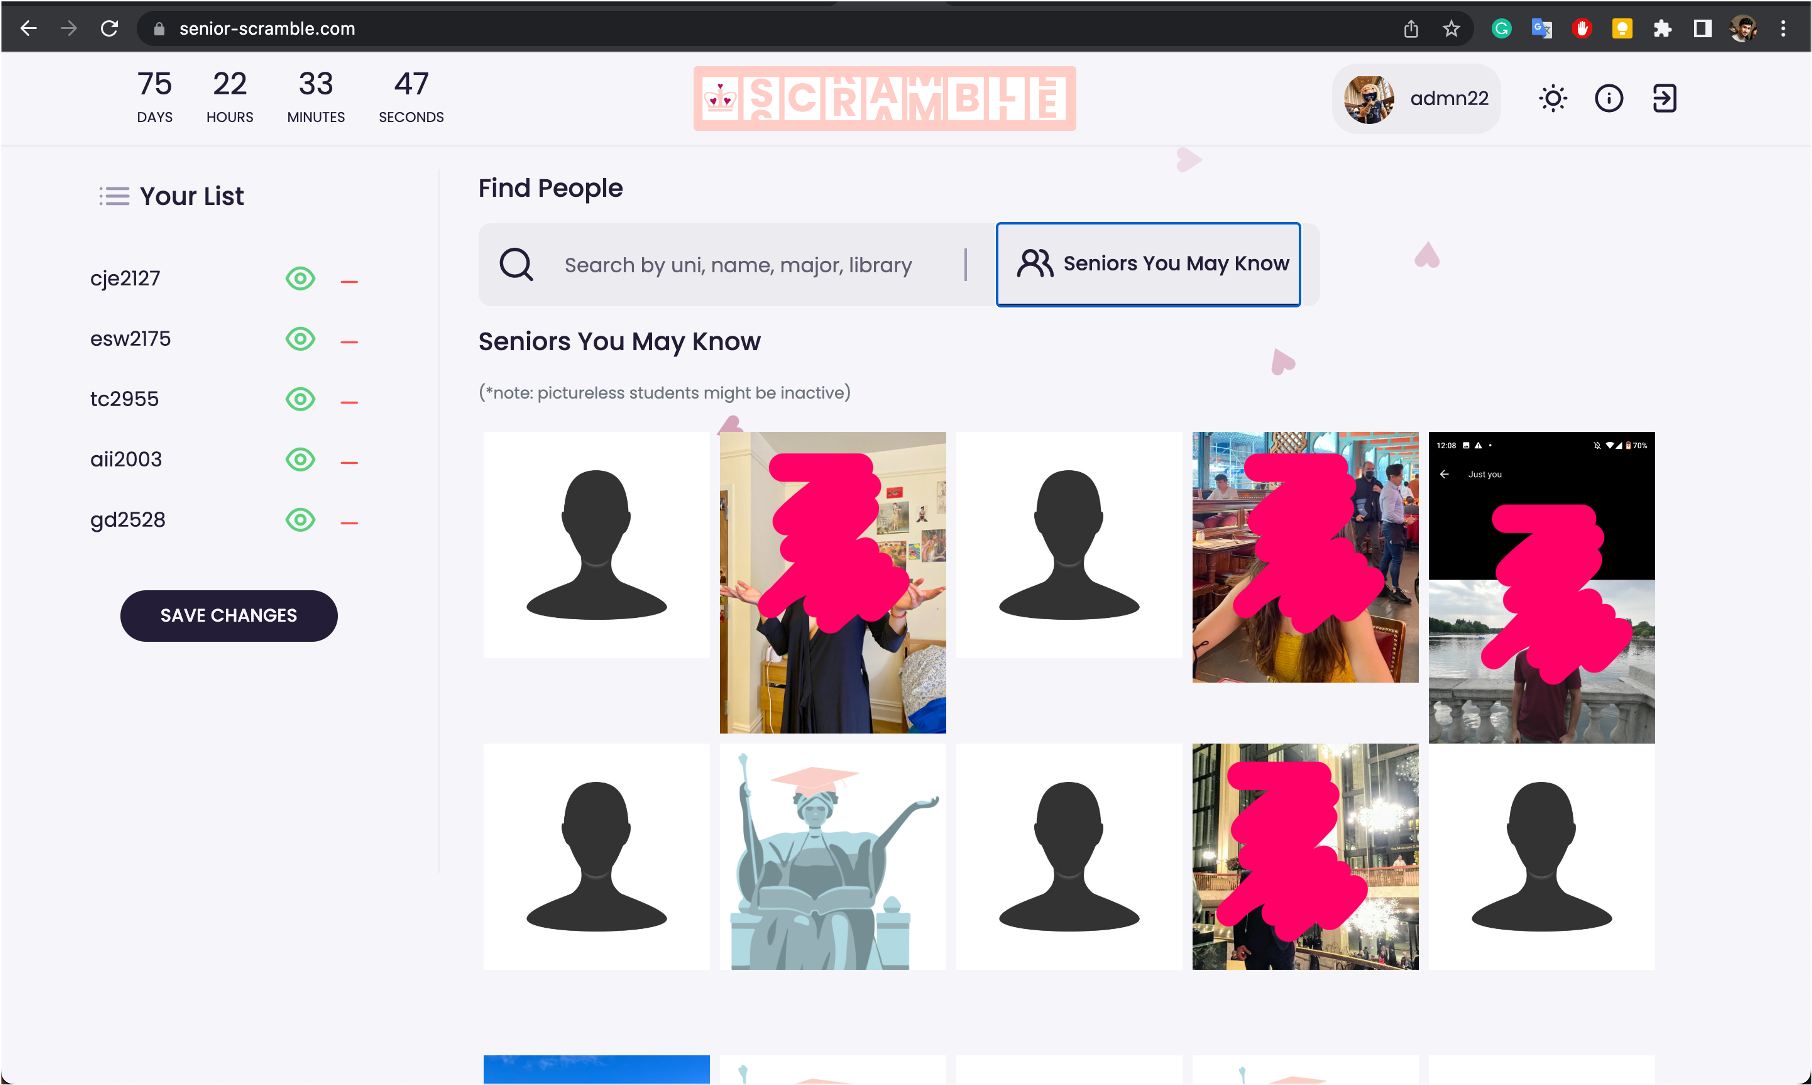 senior-scramble.com
75 22 33 47
DAYS HOURS MINUTES SECONDS
SCRAMBLE
admn22
Your List
cje2127
esw2175
tc2955
aii2003
gd2528
SAVE CHANGES
Find People
Search by uni, name, major, library
Seniors You May Know
Seniors You May Know
(*note: pictureless students might be inactive)
12:08 70%
Just you